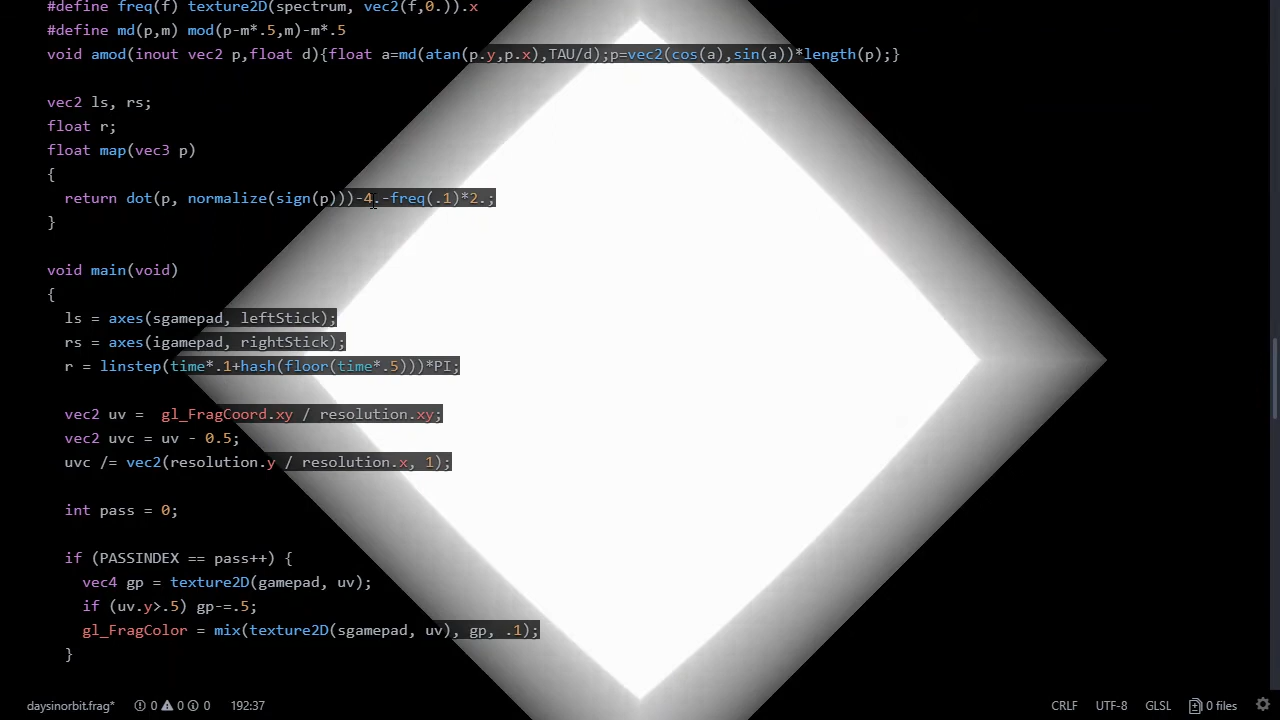 #define freq(f) texture2D(spectrum, vec2(f,0.)).x
#define md(p,m) mod(p-m*.5,m)-m*.5
void amod(inout vec2 p,float d){float a=md(atan(p.y,p.x),TAU/d);p=vec2(cos(a),sin(a))*length(p);}
vec2 ls, rs;
float r;
float map(vec3 p)
{
return dot(p, normalize(sign(p)))-4.-freq(.1)*2.;
}
void main(void)
{
ls = axes(sgamepad, leftStick);
rs = axes(igamepad, rightStick);
r = linstep(time*.1+hash(floor(time*.5)))*PI;
vec2 uv =  gl_FragCoord.xy / resolution.xy;
vec2 uvc = uv - 0.5;
uvc /= vec2(resolution.y / resolution.x, 1);
int pass = 0;
if (PASSINDEX == pass++) {
vec4 gp = texture2D(gamepad, uv);
if (uv.y>.5) gp-=.5;
gl_FragColor = mix(texture2D(sgamepad, uv), gp, .1);
}
daysinorbit.frag* 0 0 0 192:37 CRLF UTF-8 GLSL 0 files